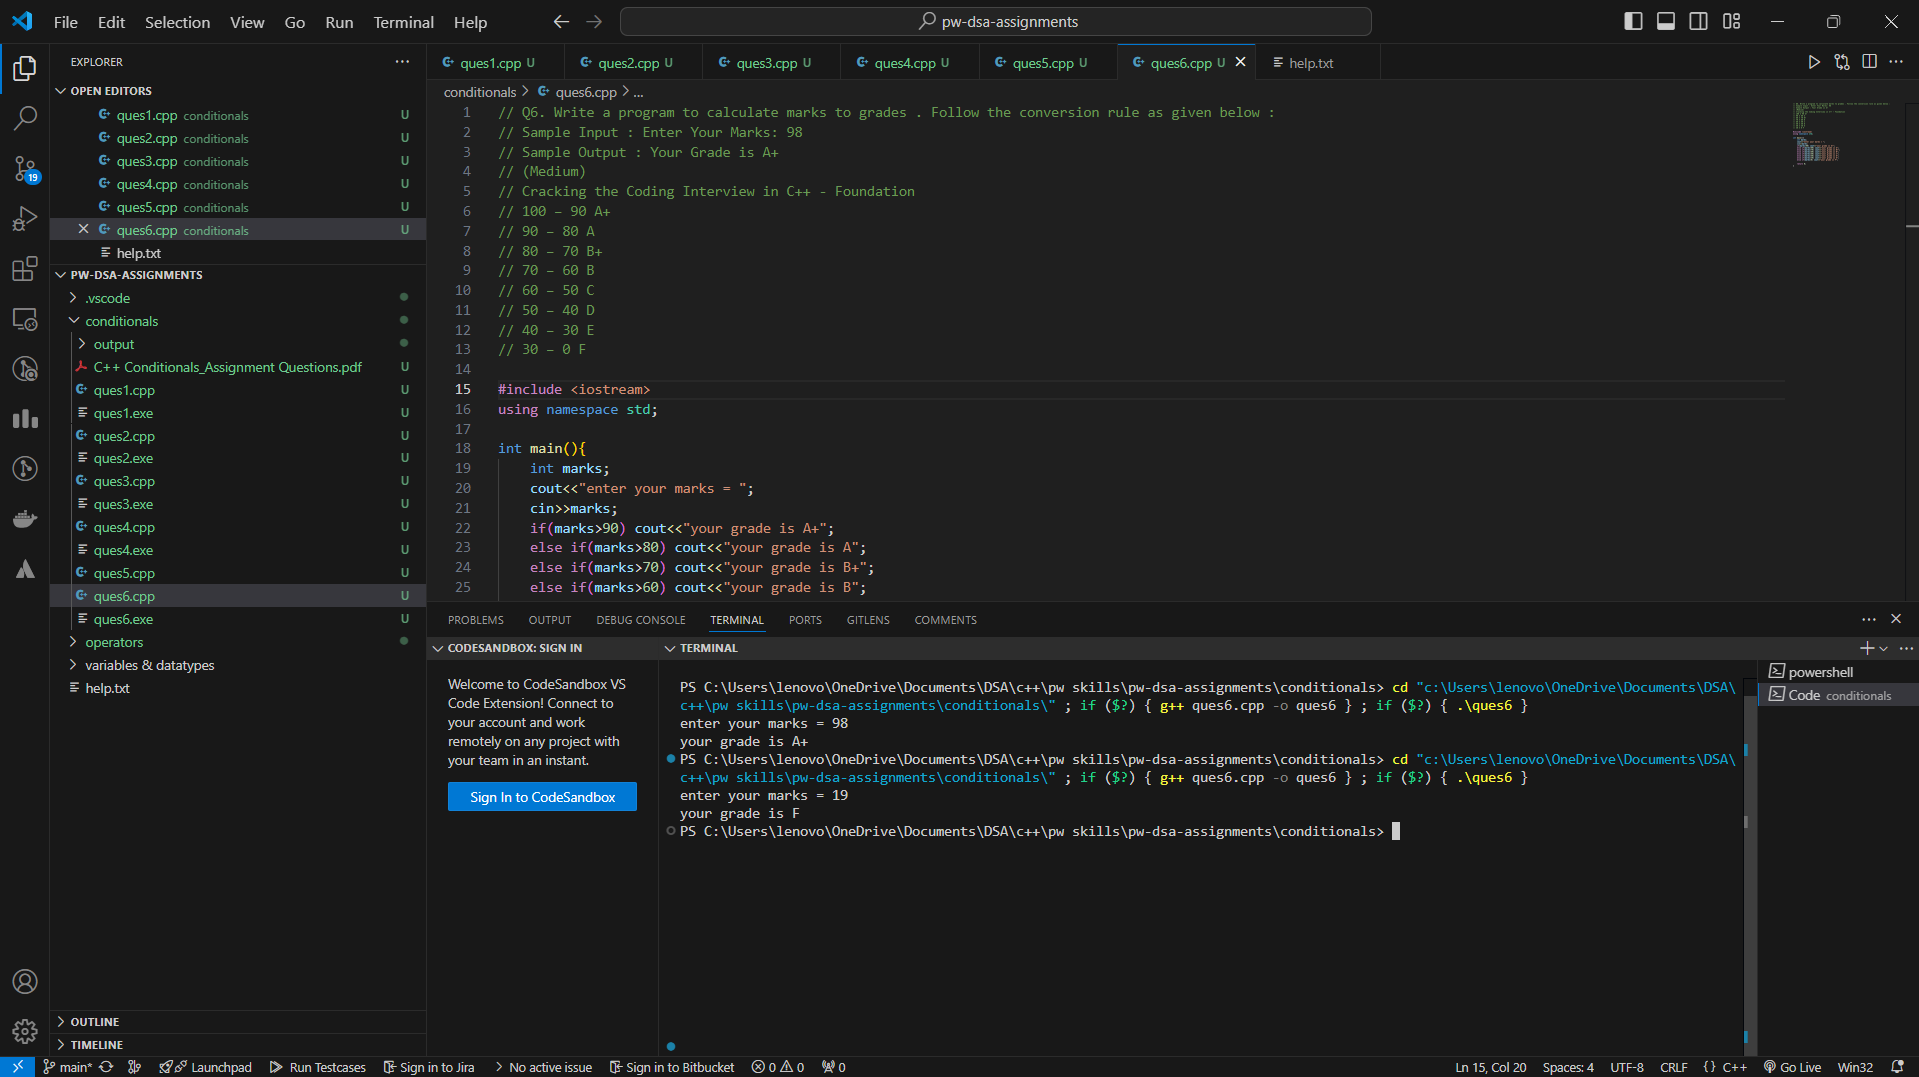 File Edit Selection View Go Run Terminal Help
pw-dsa-assignments
EXPLORER
OPEN EDITORS
ques1.cpp conditionals U
ques2.cpp conditionals U
ques3.cpp conditionals U
ques4.cpp conditionals U
ques5.cpp conditionals U
ques6.cpp conditionals U
help.txt
PW-DSA-ASSIGNMENTS
.vscode
conditionals
output
C++ Conditionals_Assignment Questions.pdf U
ques1.cpp U
ques1.exe U
ques2.cpp U
ques2.exe U
ques3.cpp U
ques3.exe U
ques4.cpp U
ques4.exe U
ques5.cpp U
ques6.cpp U
ques6.exe U
operators
variables & datatypes
help.txt
OUTLINE
TIMELINE
19
ques1.cpp U ques2.cpp U ques3.cpp U ques4.cpp U ques5.cpp U ques6.cpp U help.txt
conditionals > ques6.cpp > ...
1 // Q6. Write a program to calculate marks to grades . Follow the conversion rule as given below :
2 // Sample Input : Enter Your Marks: 98
3 // Sample Output : Your Grade is A+
4 // (Medium)
5 // Cracking the Coding Interview in C++ - Foundation
6 // 100 – 90 A+
7 // 90 – 80 A
8 // 80 – 70 B+
9 // 70 – 60 B
10 // 60 – 50 C
11 // 50 – 40 D
12 // 40 – 30 E
13 // 30 – 0 F
14
15 #include <iostream>
16 using namespace std;
17
18 int main(){
19 int marks;
20 cout<<"enter your marks = ";
21 cin>>marks;
22 if(marks>90) cout<<"your grade is A+";
23 else if(marks>80) cout<<"your grade is A";
24 else if(marks>70) cout<<"your grade is B+";
25 else if(marks>60) cout<<"your grade is B";
PROBLEMS OUTPUT DEBUG CONSOLE TERMINAL PORTS GITLENS COMMENTS
CODESANDBOX: SIGN IN
Welcome to CodeSandbox VS
Code Extension! Connect to
your account and work
remotely on any project with
your team in an instant.
Sign In to CodeSandbox
TERMINAL
PS C:\Users\lenovo\OneDrive\Documents\DSA\c++\pw skills\pw-dsa-assignments\conditionals> cd "c:\Users\lenovo\OneDrive\Documents\DSA\
c++\pw skills\pw-dsa-assignments\conditionals\" ; if ($?) { g++ ques6.cpp -o ques6 } ; if ($?) { .\ques6 }
enter your marks = 98
your grade is A+
PS C:\Users\lenovo\OneDrive\Documents\DSA\c++\pw skills\pw-dsa-assignments\conditionals> cd "c:\Users\lenovo\OneDrive\Documents\DSA\
c++\pw skills\pw-dsa-assignments\conditionals\" ; if ($?) { g++ ques6.cpp -o ques6 } ; if ($?) { .\ques6 }
enter your marks = 19
your grade is F
PS C:\Users\lenovo\OneDrive\Documents\DSA\c++\pw skills\pw-dsa-assignments\conditionals>
powershell
Code conditionals
main* Launchpad Run Testcases Sign in to Jira No active issue Sign in to Bitbucket 0 0 0 Ln 15, Col 20 Spaces: 4 UTF-8 CRLF {} C++ Go Live Win32